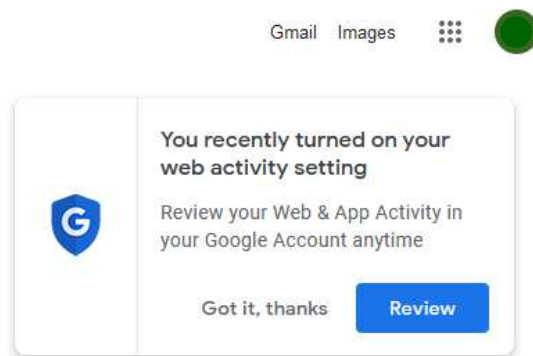 Gmail Images
You recently turned on your
web activity setting
Review your Web & App Activity in
your Google Account anytime
G
Got it, thanks Review